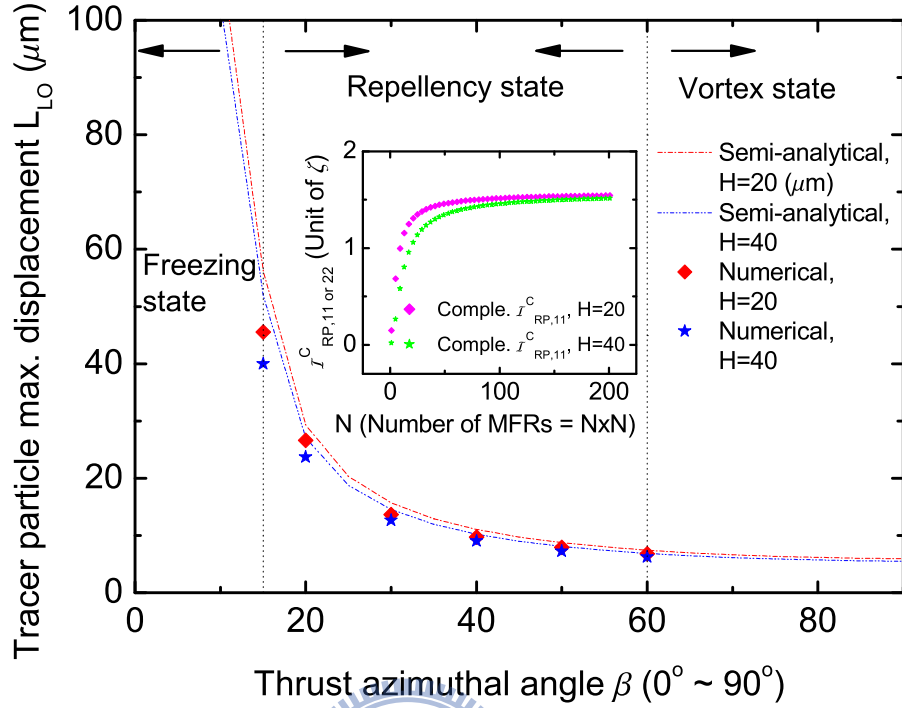 Tracer particle max. displacement L_LO (μm)
100
80
60
40
20
0
Repellency state
Vortex state
Freezing
state
Semi-analytical,
H=20 (μm)
Semi-analytical,
H=40
Numerical,
H=20
Numerical,
H=40
I^C_RP,11 or 22 (Unit of ζ)
2
1
0
Comple. I^C_RP,11, H=20
Comple. I^C_RP,11, H=40
0 100 200
N (Number of MFRs = NxN)
0 20 40 60 80
Thrust azimuthal angle β (0° ~ 90°)